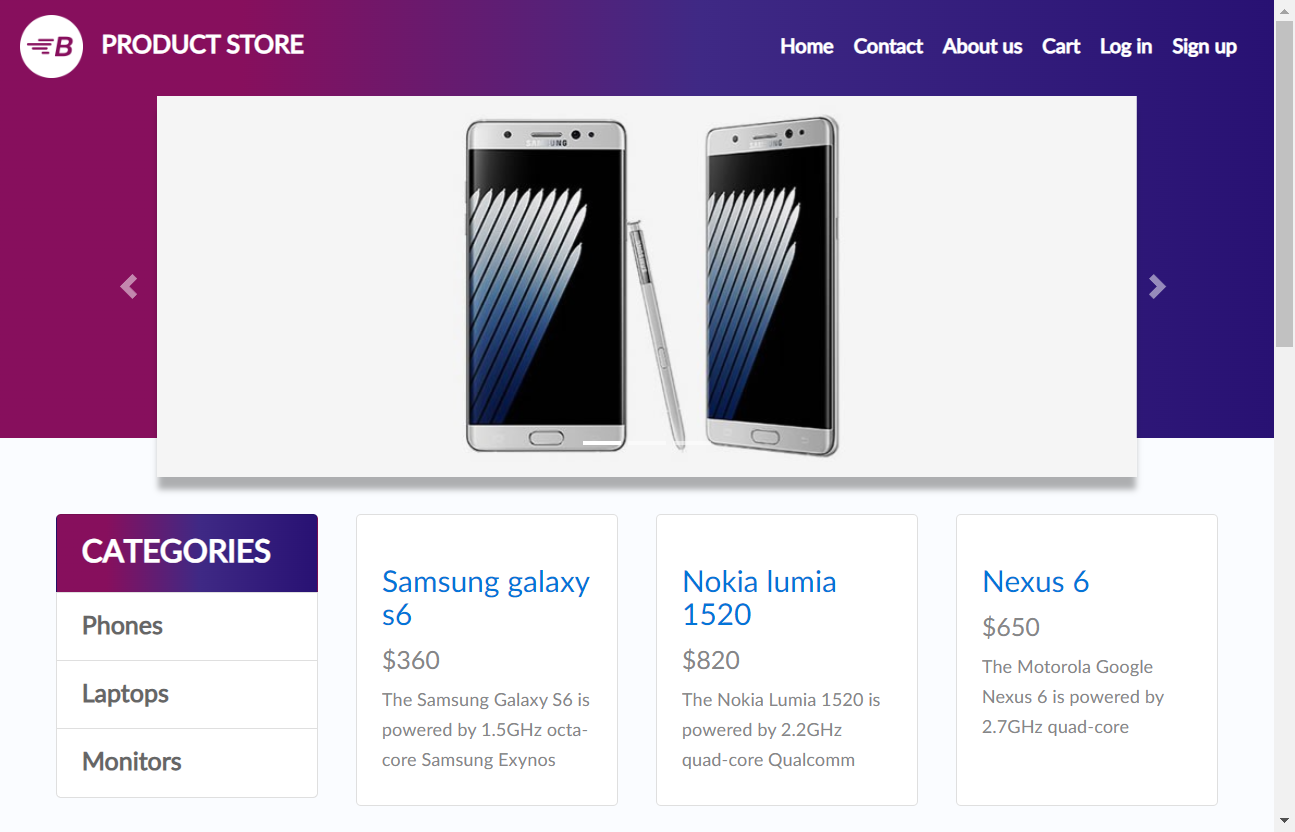 B PRODUCT STORE
Home Contact About us Cart Log in Sign up
SAMSUNG
SAMSUNG
CATEGORIES
Phones
Laptops
Monitors
Samsung galaxy
s6
$360
The Samsung Galaxy S6 is
powered by 1.5GHz octa-
core Samsung Exynos
Nokia lumia
1520
$820
The Nokia Lumia 1520 is
powered by 2.2GHz
quad-core Qualcomm
Nexus 6
$650
The Motorola Google
Nexus 6 is powered by
2.7GHz quad-core